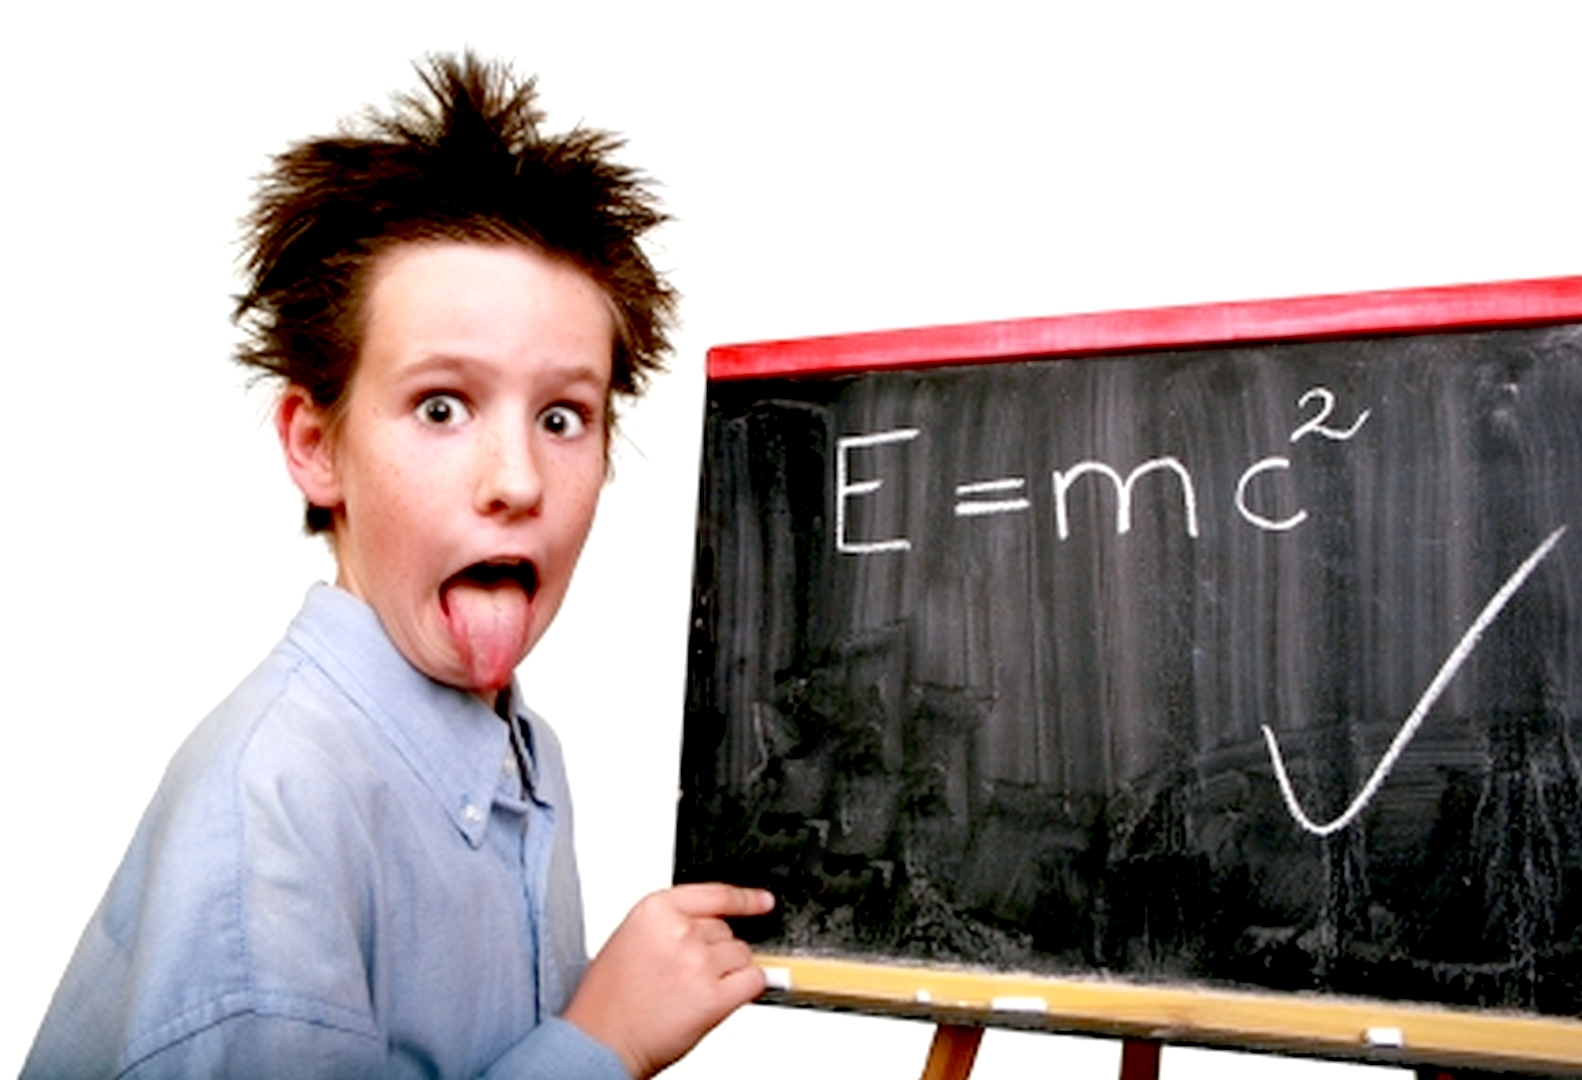 E = mc²
✓